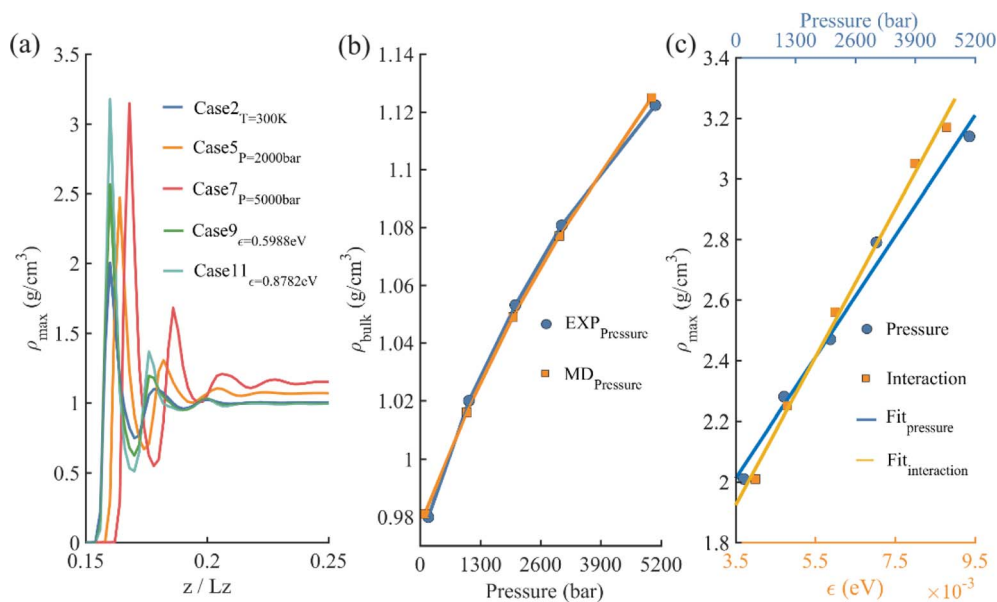 (a)
3.5
3
2.5
2
1.5
1
0.5
0
0.15
0.2
0.25
ρmax (g/cm³)
z / Lz
Case2T=300K
Case5P=2000bar
Case7P=5000bar
Case9ϵ=0.5988eV
Case11ϵ=0.8782eV
(b)
1.14
1.12
1.1
1.08
1.06
1.04
1.02
1
0.98
0
1300
2600
3900
5200
ρbulk (g/cm³)
Pressure (bar)
EXPPressure
MDPressure
(c)
Pressure (bar)
0
1300
2600
3900
5200
3.4
3.2
3
2.8
2.6
2.4
2.2
2
1.8
3.5
5.5
7.5
9.5
ρmax (g/cm³)
ϵ (eV)
×10⁻³
Pressure
Interaction
Fitpressure
Fitinteraction